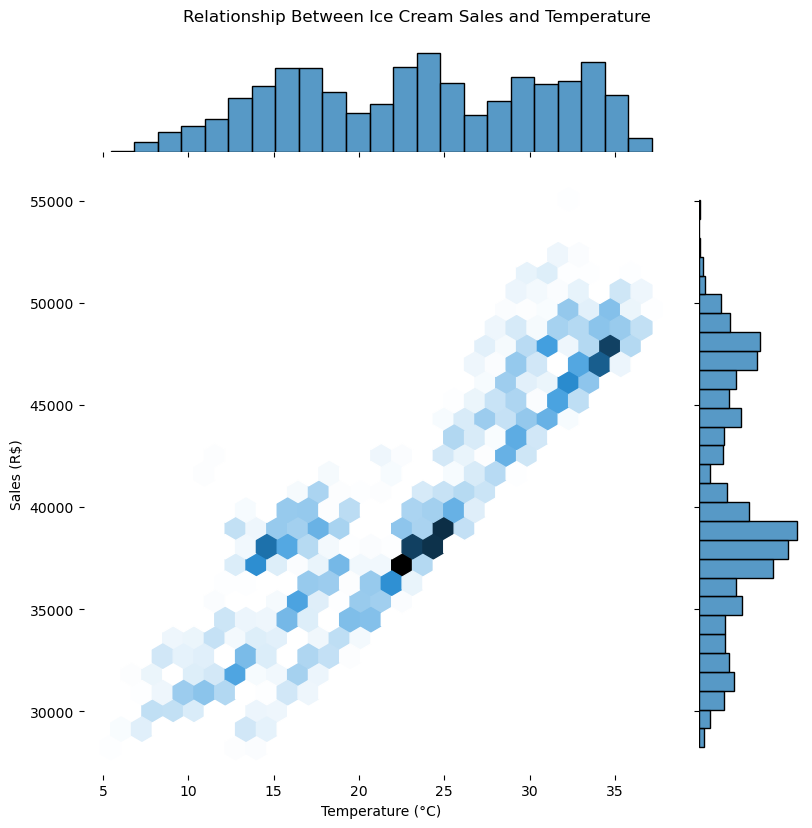 Relationship Between Ice Cream Sales and Temperature
55000
50000
45000
40000
35000
30000
Sales (R$)
5 10 15 20 25 30 35
Temperature (°C)